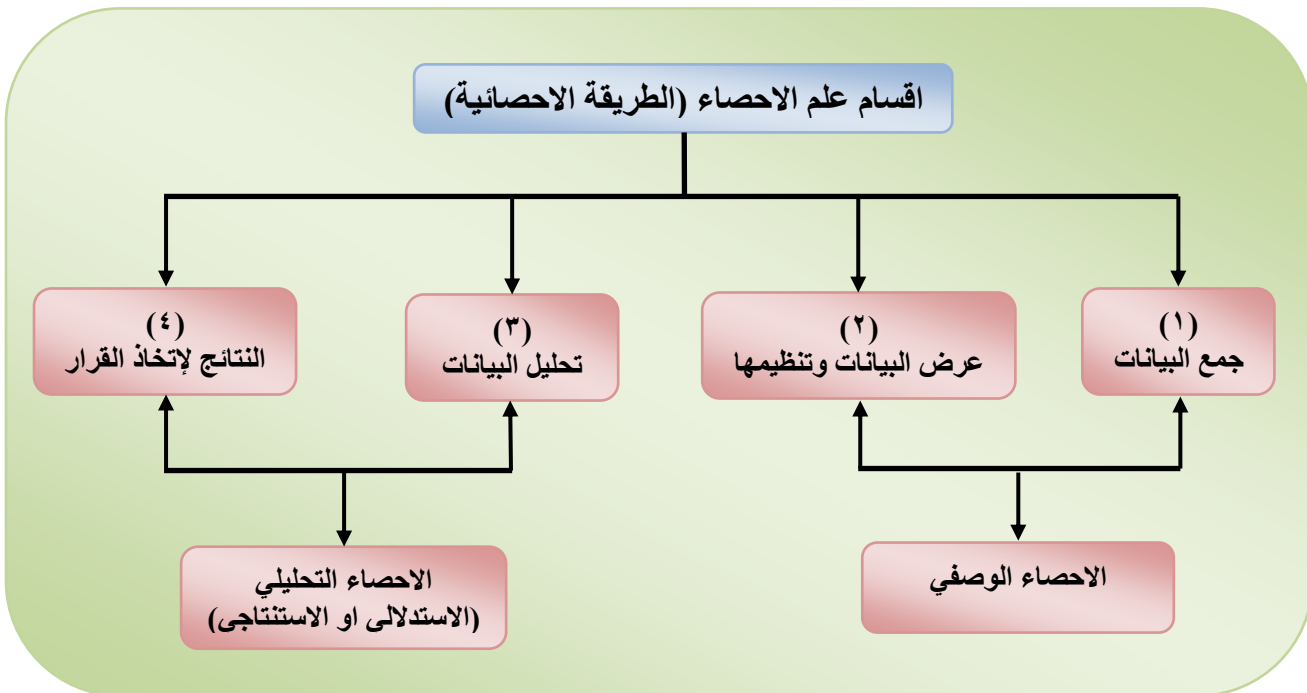 اقسام علم الاحصاء (الطريقة الاحصائية)
(١)
جمع البيانات
(٢)
عرض البيانات وتنظيمها
(٣)
تحليل البيانات
(٤)
النتائج لإتخاذ القرار
الاحصاء الوصفي
الاحصاء التحليلي
(الاستدلالى او الاستنتاجى)